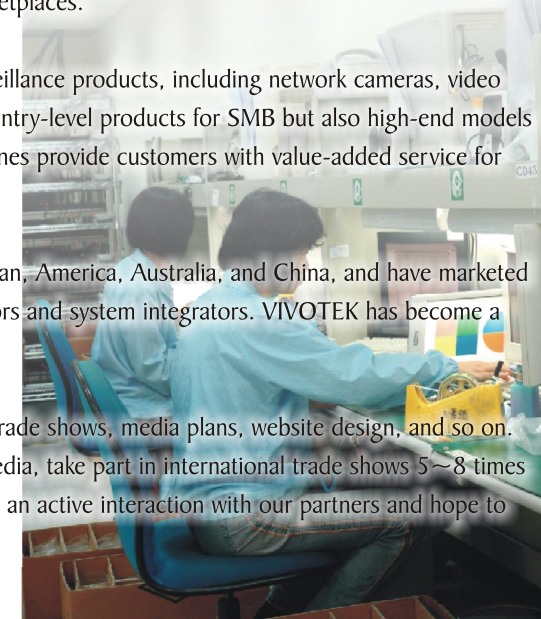 etplaces.
eillance products, including network cameras, video
ntry-level products for SMB but also high-end models
nes provide customers with value-added service for
C043
an, America, Australia, and China, and have marketed
ors and system integrators. VIVOTEK has become a
rade shows, media plans, website design, and so on.
edia, take part in international trade shows 5～8 times
an active interaction with our partners and hope to